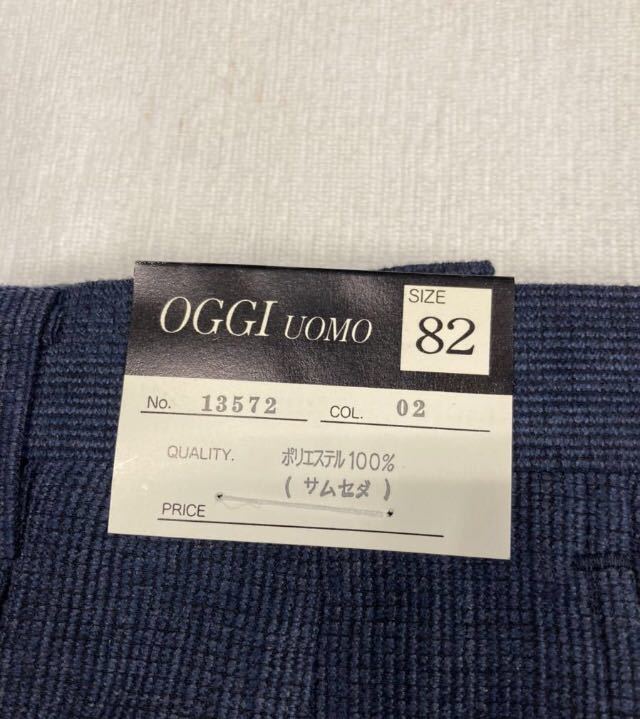 OGGI UOMO
SIZE
82
No. 13572 COL. 02
QUALITY. ポリエステル100%
( サムセダ )
PRICE